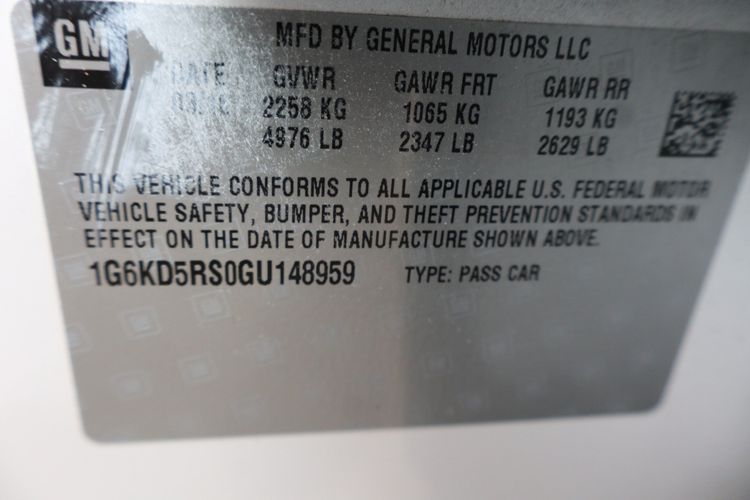 GM
MFD BY GENERAL MOTORS LLC
DATE GVWR GAWR FRT GAWR RR
2258 KG 1065 KG 1193 KG
4976 LB 2347 LB 2629 LB
THIS VEHICLE CONFORMS TO ALL APPLICABLE U.S. FEDERAL MOTOR
VEHICLE SAFETY, BUMPER, AND THEFT PREVENTION STANDARDS IN
EFFECT ON THE DATE OF MANUFACTURE SHOWN ABOVE.
1G6KD5RS0GU148959 TYPE: PASS CAR